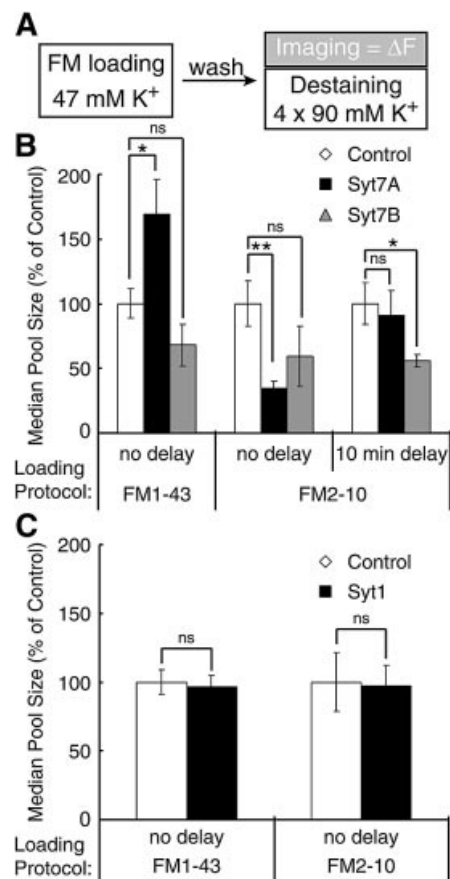 A
FM loading
47 mM K⁺
wash
Imaging = ΔF
Destaining
4 x 90 mM K⁺
B
Median Pool Size (% of Control)
200
150
100
50
0
ns
*
Control
Syt7A
Syt7B
ns
**
*
ns
no delay
no delay
10 min delay
Loading
Protocol:
FM1-43
FM2-10
C
Median Pool Size (% of Control)
200
150
100
50
0
Control
Syt1
ns
ns
no delay
no delay
Loading
Protocol:
FM1-43
FM2-10